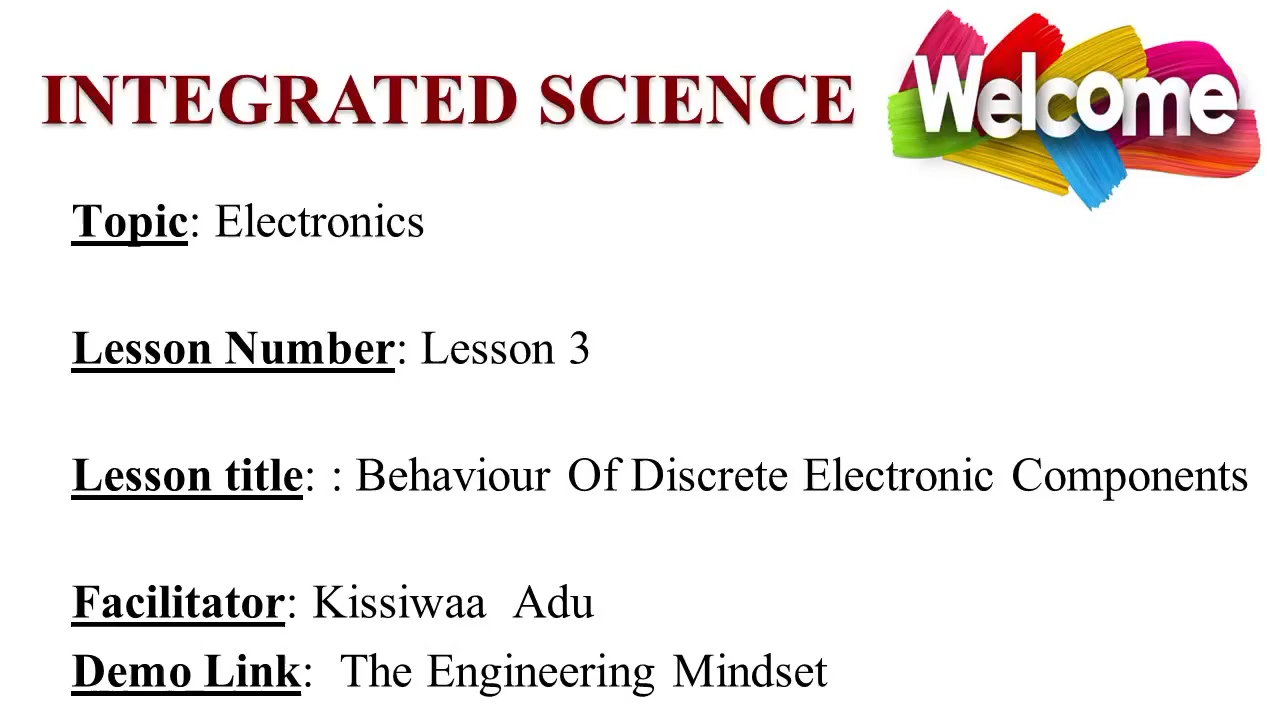 INTEGRATED SCIENCE
Welcome
Topic: Electronics
Lesson Number: Lesson 3
Lesson title: : Behaviour Of Discrete Electronic Components
Facilitator: Kissiwaa Adu
Demo Link: The Engineering Mindset